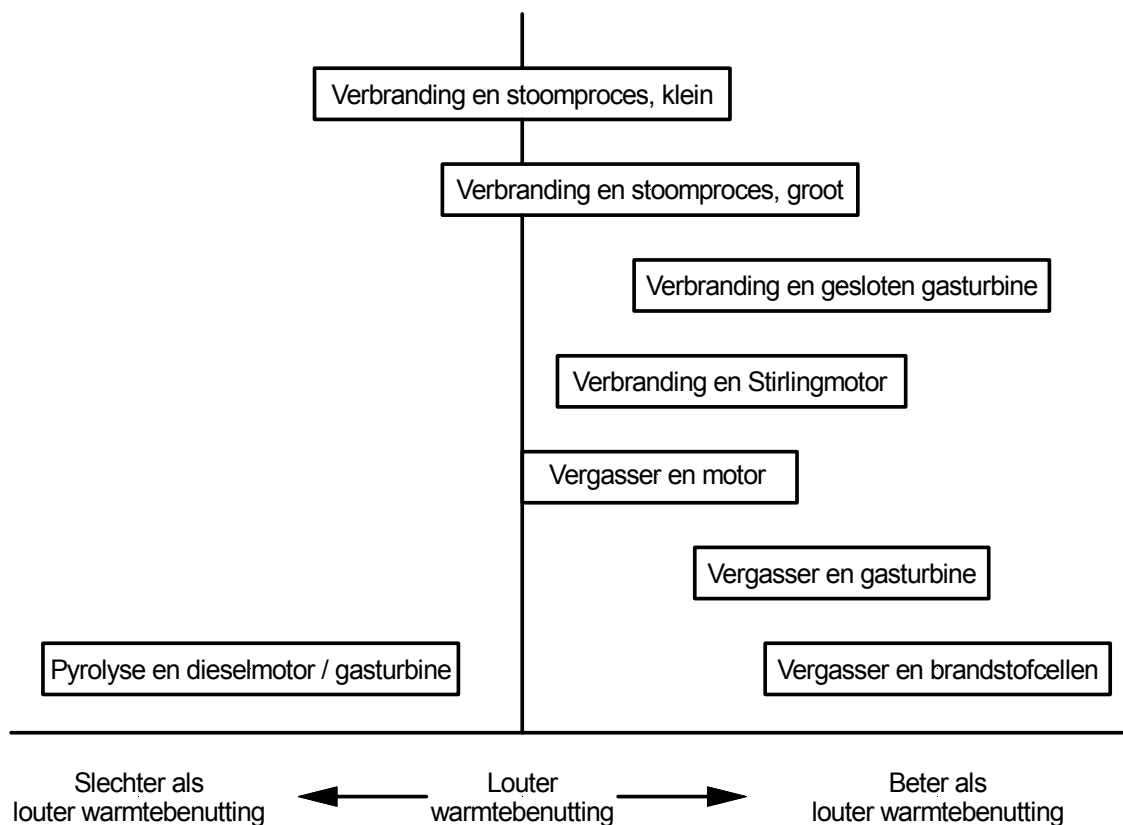 Verbranding en stoomproces, klein
Verbranding en stoomproces, groot
Verbranding en gesloten gasturbine
Verbranding en Stirlingmotor
Vergasser en motor
Vergasser en gasturbine
Pyrolyse en dieselmotor / gasturbine
Vergasser en brandstofcellen
Slechter als
louter warmtebenutting
Louter
warmtebenutting
Beter als
louter warmtebenutting